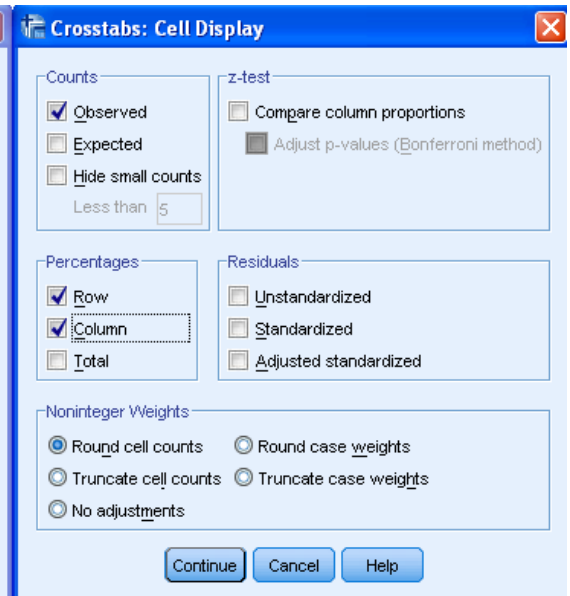 Crosstabs: Cell Display
Counts
Observed
Expected
Hide small counts
Less than 5
z-test
Compare column proportions
Adjust p-values (Bonferroni method)
Percentages
Row
Column
Total
Residuals
Unstandardized
Standardized
Adjusted standardized
Noninteger Weights
Round cell counts Round case weights
Truncate cell counts Truncate case weights
No adjustments
Continue Cancel Help